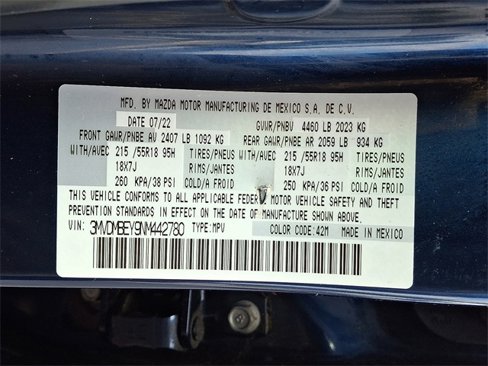 MFD. BY MAZDA MOTOR MANUFACTURING DE MEXICO S.A. DE C.V.
DATE 07/22 GVWR/PNBV 4460 LB 2023 KG
FRONT GAWR/PNBE AV 2407 LB 1092 KG REAR GAWR/PNBE AR 2059 LB 934 KG
WITH/AVEC 215 /55R18 95H TIRES/PNEUS WITH/AVEC 215 /55R18 95H TIRES/PNEUS
18X7J RIMS/JANTES 18X7J RIMS/JANTES
260 KPA/38 PSI COLD/A FROID 250 KPA/36 PSI COLD/A FROID
THIS VEHICLE CONFORMS TO ALL APPLICABLE FEDERAL MOTOR VEHICLE SAFETY AND THEFT
PREVENTION STANDARDS IN EFFECT ON THE DATE OF MANUFACTURE SHOWN ABOVE.
VIN: 3MVDMBEY9NM442780 TYPE:MPV COLOR CODE:42M MADE IN MEXICO